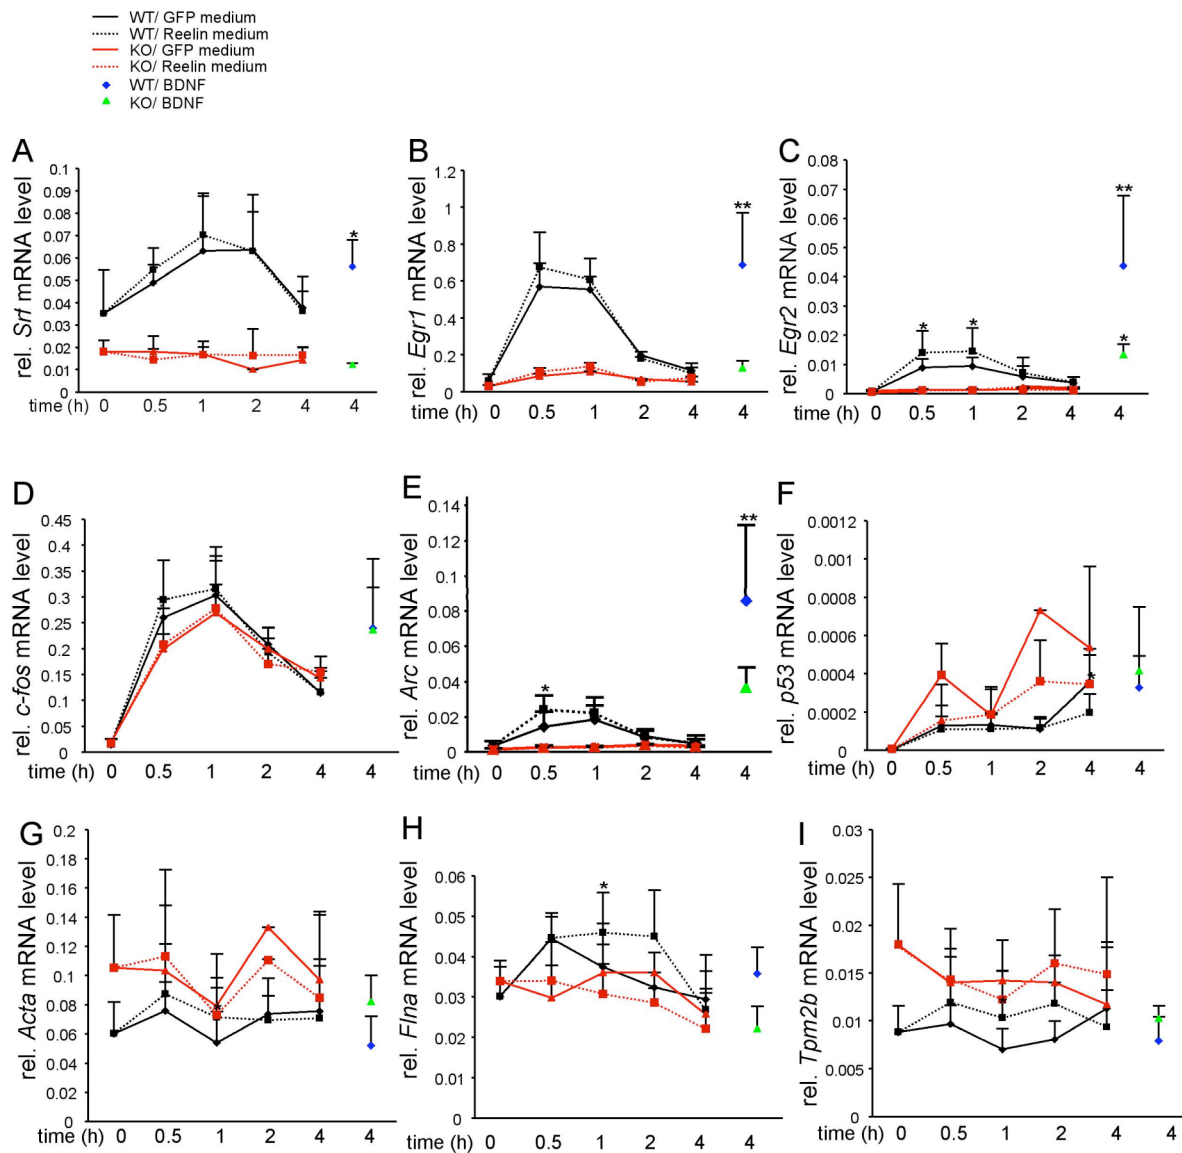 WT/ GFP medium
WT/ Reelin medium
KO/ GFP medium
KO/ Reelin medium
WT/ BDNF
KO/ BDNF
A
rel. Srf mRNA level
0.1
0.09
0.08
0.07
0.06
0.05
0.04
0.03
0.02
0.01
0
*
time (h) 0 0.5 1 2 4 4
B
rel. Egr1 mRNA level
1.2
1
0.8
0.6
0.4
0.2
0
**
time (h) 0 0.5 1 2 4 4
C
rel. Egr2 mRNA level
0.08
0.07
0.06
0.05
0.04
0.03
0.02
0.01
0
* * ** *
time (h) 0 0.5 1 2 4 4
D
rel. c-fos mRNA level
0.45
0.4
0.35
0.3
0.25
0.2
0.15
0.1
0.05
0
time (h) 0 0.5 1 2 4 4
E
rel. Arc mRNA level
0.14
0.12
0.1
0.08
0.06
0.04
0.02
0
* **
time (h) 0 0.5 1 2 4 4
F
rel. p53 mRNA level
0.0012
0.001
0.0008
0.0006
0.0004
0.0002
0
*
time (h) 0 0.5 1 2 4 4
G
rel. Acta mRNA level
0.2
0.18
0.16
0.14
0.12
0.1
0.08
0.06
0.04
0.02
0
time (h) 0 0.5 1 2 4 4
H
rel. Flna mRNA level
0.06
0.05
0.04
0.03
0.02
0.01
0
*
time (h) 0 0.5 1 2 4 4
I
rel. Tpm2b mRNA level
0.03
0.025
0.02
0.015
0.01
0.005
0
time (h) 0 0.5 1 2 4 4